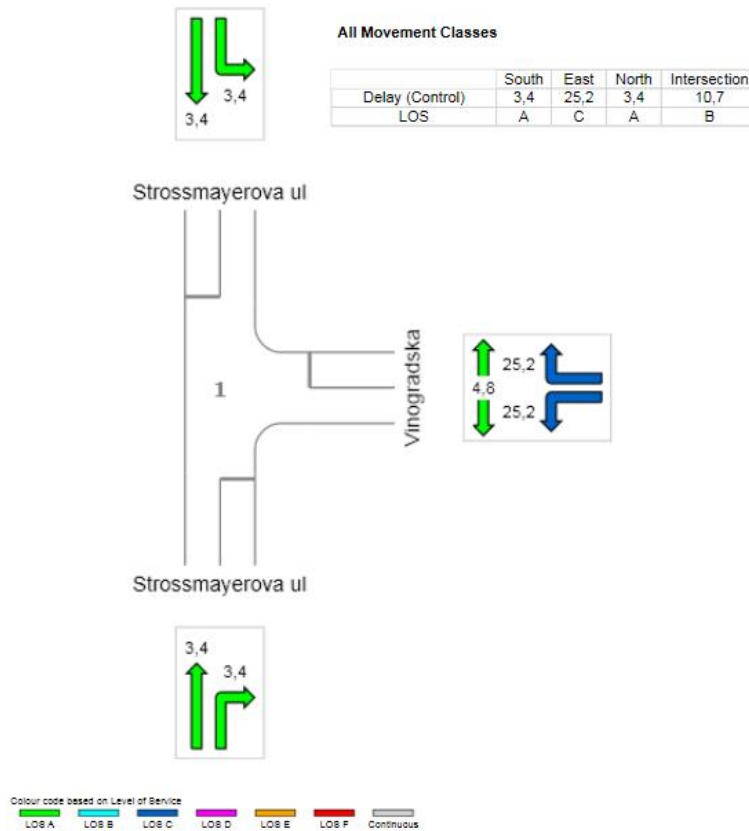 All Movement Classes
South East North Intersection
Delay (Control) 3,4 25,2 3,4 10,7
LOS A C A B
3,4
3,4
Strossmayerova ul
1
Vinogradska
25,2
4,8
25,2
Strossmayerova ul
3,4
3,4
Colour code based on Level of Service
LOS A LOS B LOS C LOS D LOS E LOS F Continuous